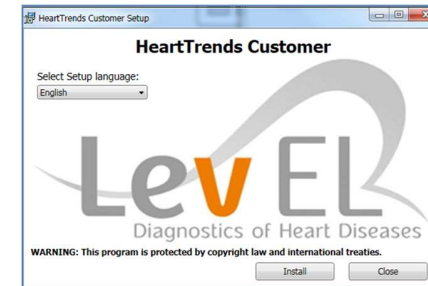 HeartTrends Customer Setup
HeartTrends Customer
Select Setup language:
English
LevEL
Diagnostics of Heart Diseases
WARNING: This program is protected by copyright law and international treaties.
Install
Close